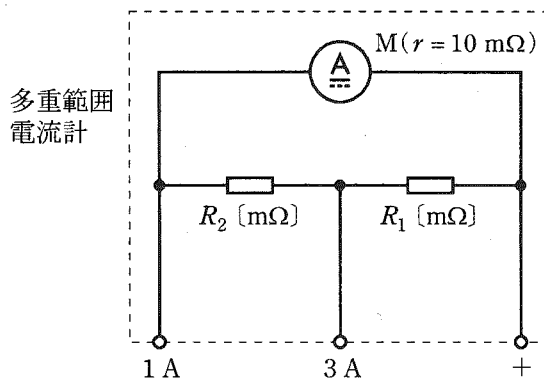 M(r = 10 mΩ)
A
多重範囲
電流計
R₂〔mΩ〕 R₁〔mΩ〕
1 A 3 A +